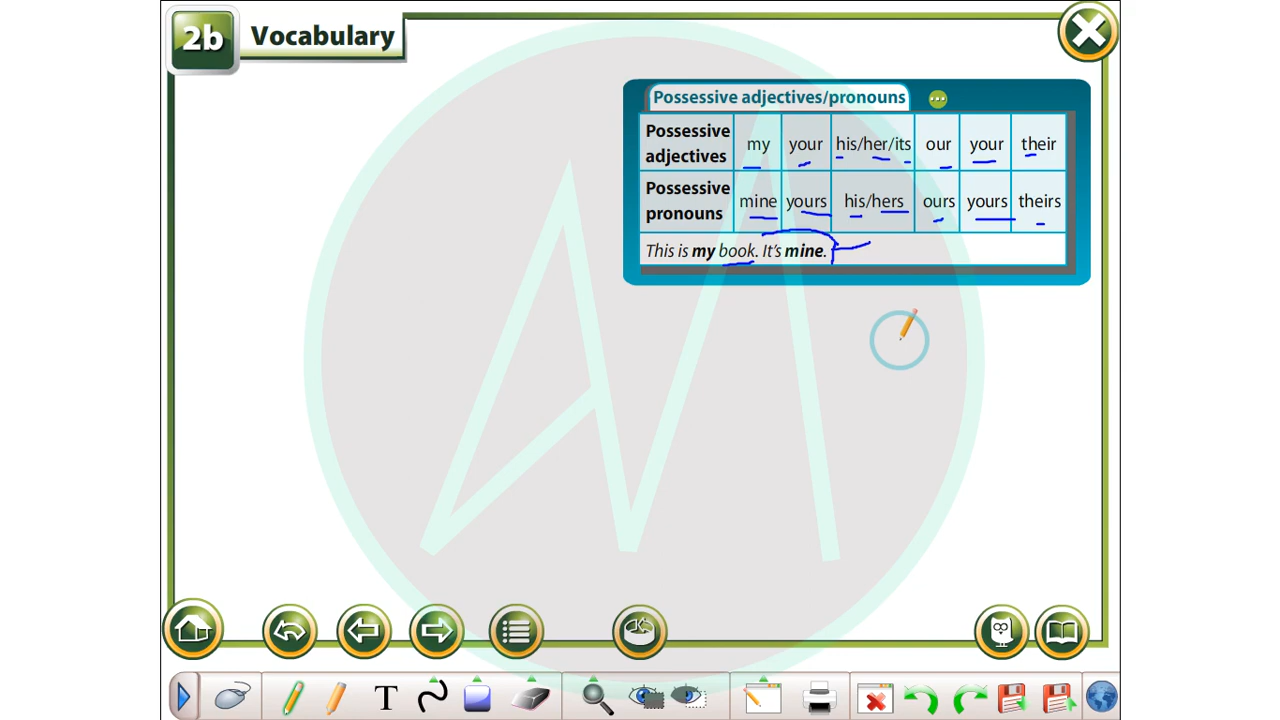 2b Vocabulary
Possessive adjectives/pronouns
Possessive adjectives my your his/her/its our your their
Possessive pronouns mine yours his/hers ours yours theirs
This is my book. It's mine.
T